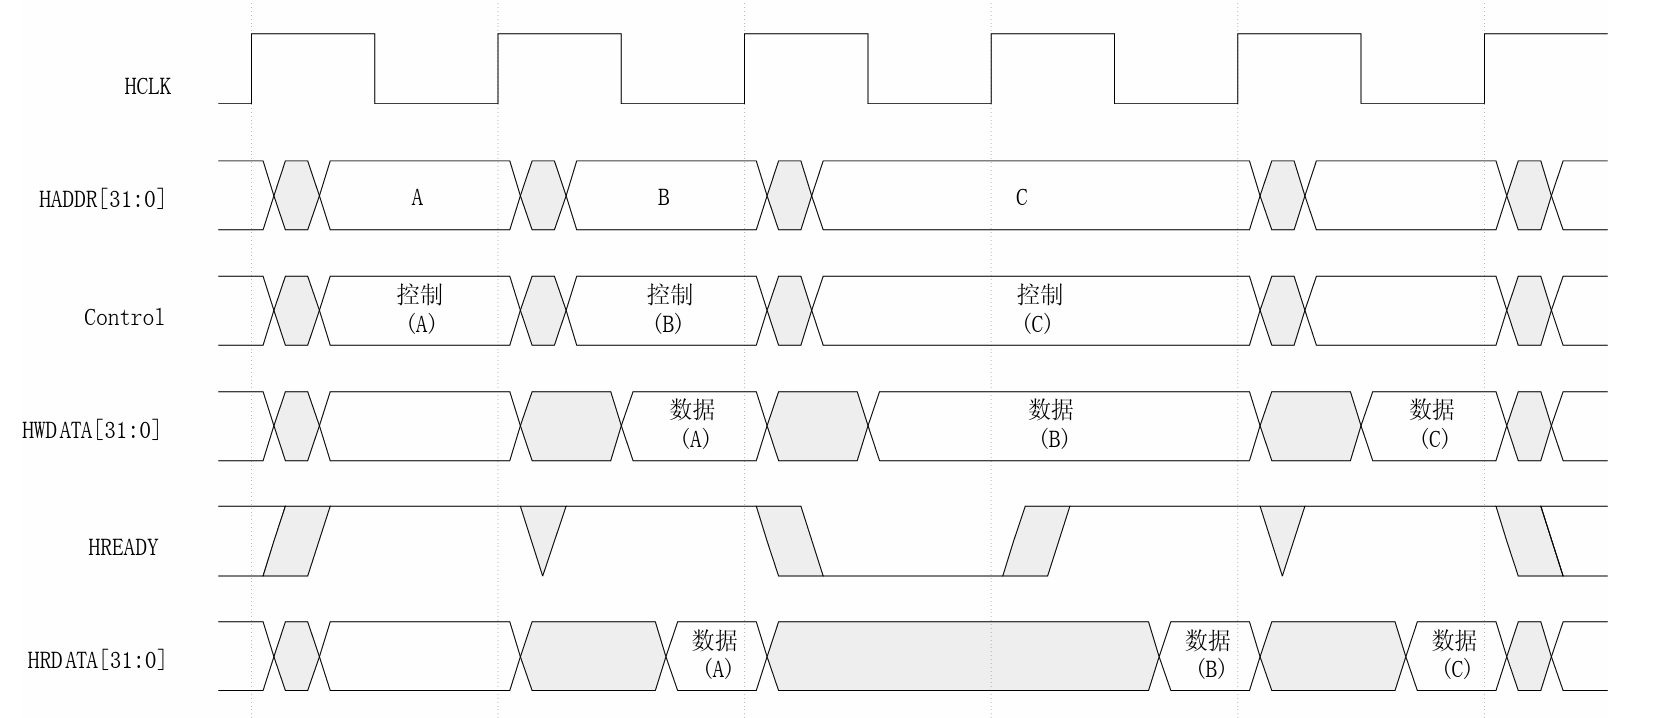 HCLK
HADDR[31:0]
A
B
C
Control
控制
(A)
控制
(B)
控制
(C)
HWDATA[31:0]
数据
(A)
数据
(B)
数据
(C)
HREADY
HRDATA[31:0]
数据
(A)
数据
(B)
数据
(C)